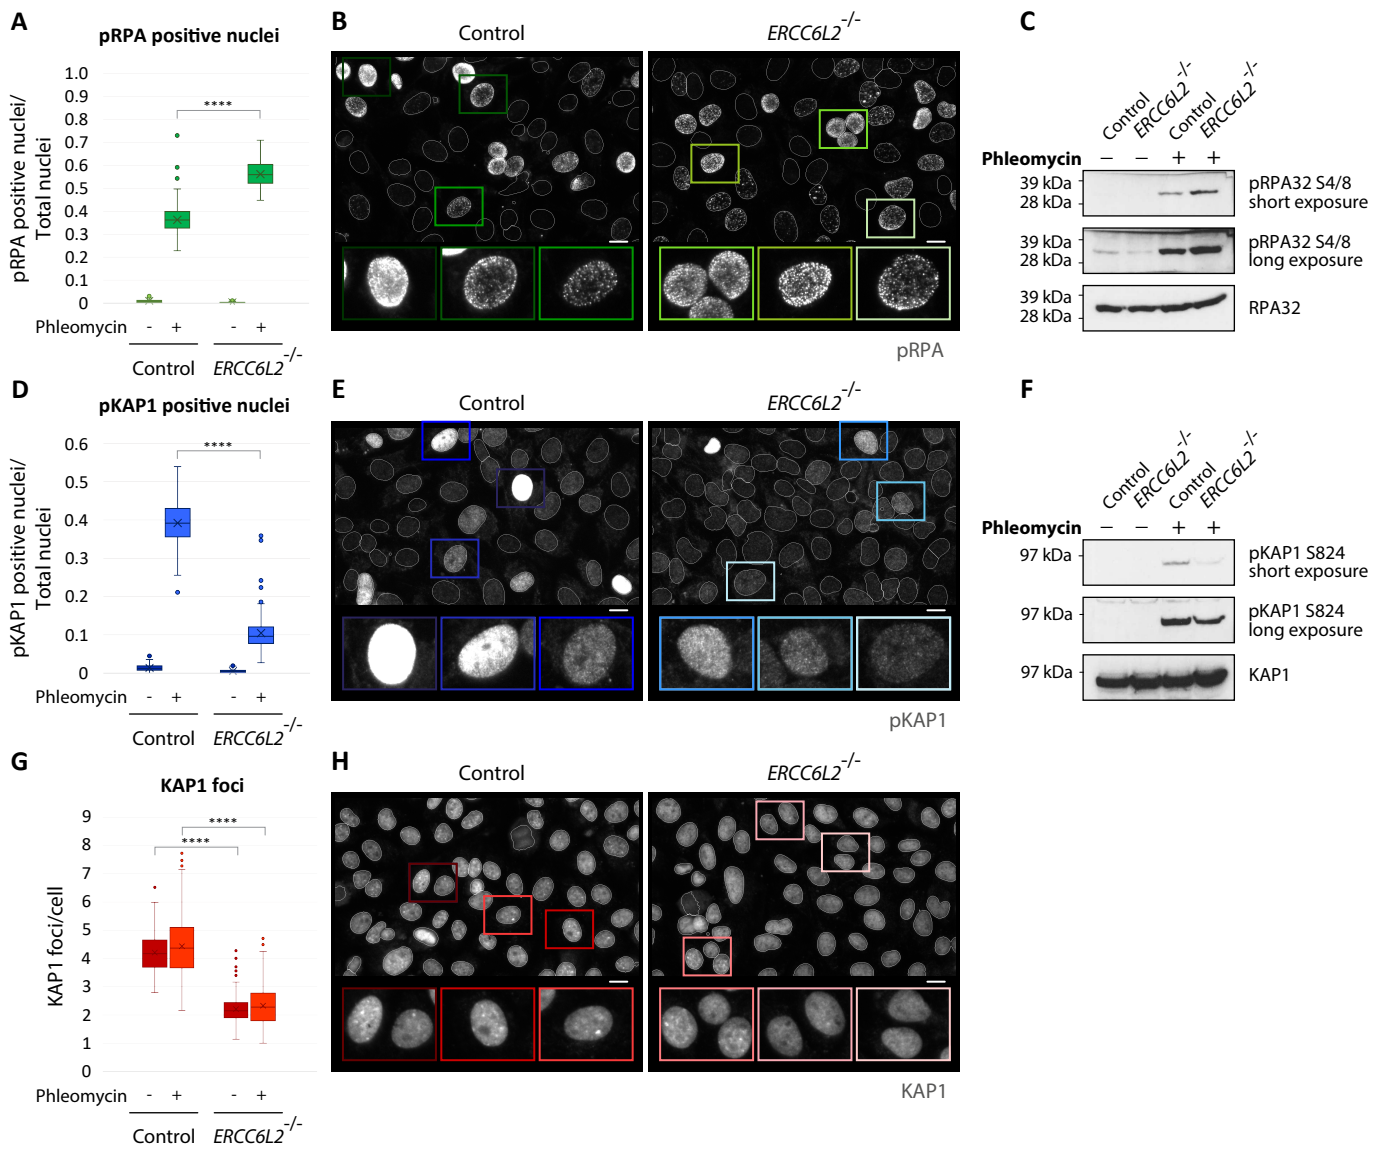 A
pRPA positive nuclei
pRPA positive nuclei/
Total nuclei
1.0
0.9
0.8
0.7
0.6
0.5
0.4
0.3
0.2
0.1
0
****
Phleomycin - + - +
Control ERCC6L2-/-
B
Control ERCC6L2-/-
pRPA
C
Control ERCC6L2-/- Control ERCC6L2-/-
Phleomycin − − + +
39 kDa
28 kDa
pRPA32 S4/8
short exposure
39 kDa
28 kDa
pRPA32 S4/8
long exposure
39 kDa
28 kDa
RPA32
D
pKAP1 positive nuclei
pKAP1 positive nuclei/
Total nuclei
0.6
0.5
0.4
0.3
0.2
0.1
0
****
Phleomycin - + - +
Control ERCC6L2-/-
E
Control ERCC6L2-/-
pKAP1
F
Control ERCC6L2-/- Control ERCC6L2-/-
Phleomycin − − + +
97 kDa
pKAP1 S824
short exposure
97 kDa
pKAP1 S824
long exposure
97 kDa
KAP1
G
KAP1 foci
KAP1 foci/cell
9
8
7
6
5
4
3
2
1
0
****
****
Phleomycin - + - +
Control ERCC6L2-/-
H
Control ERCC6L2-/-
KAP1